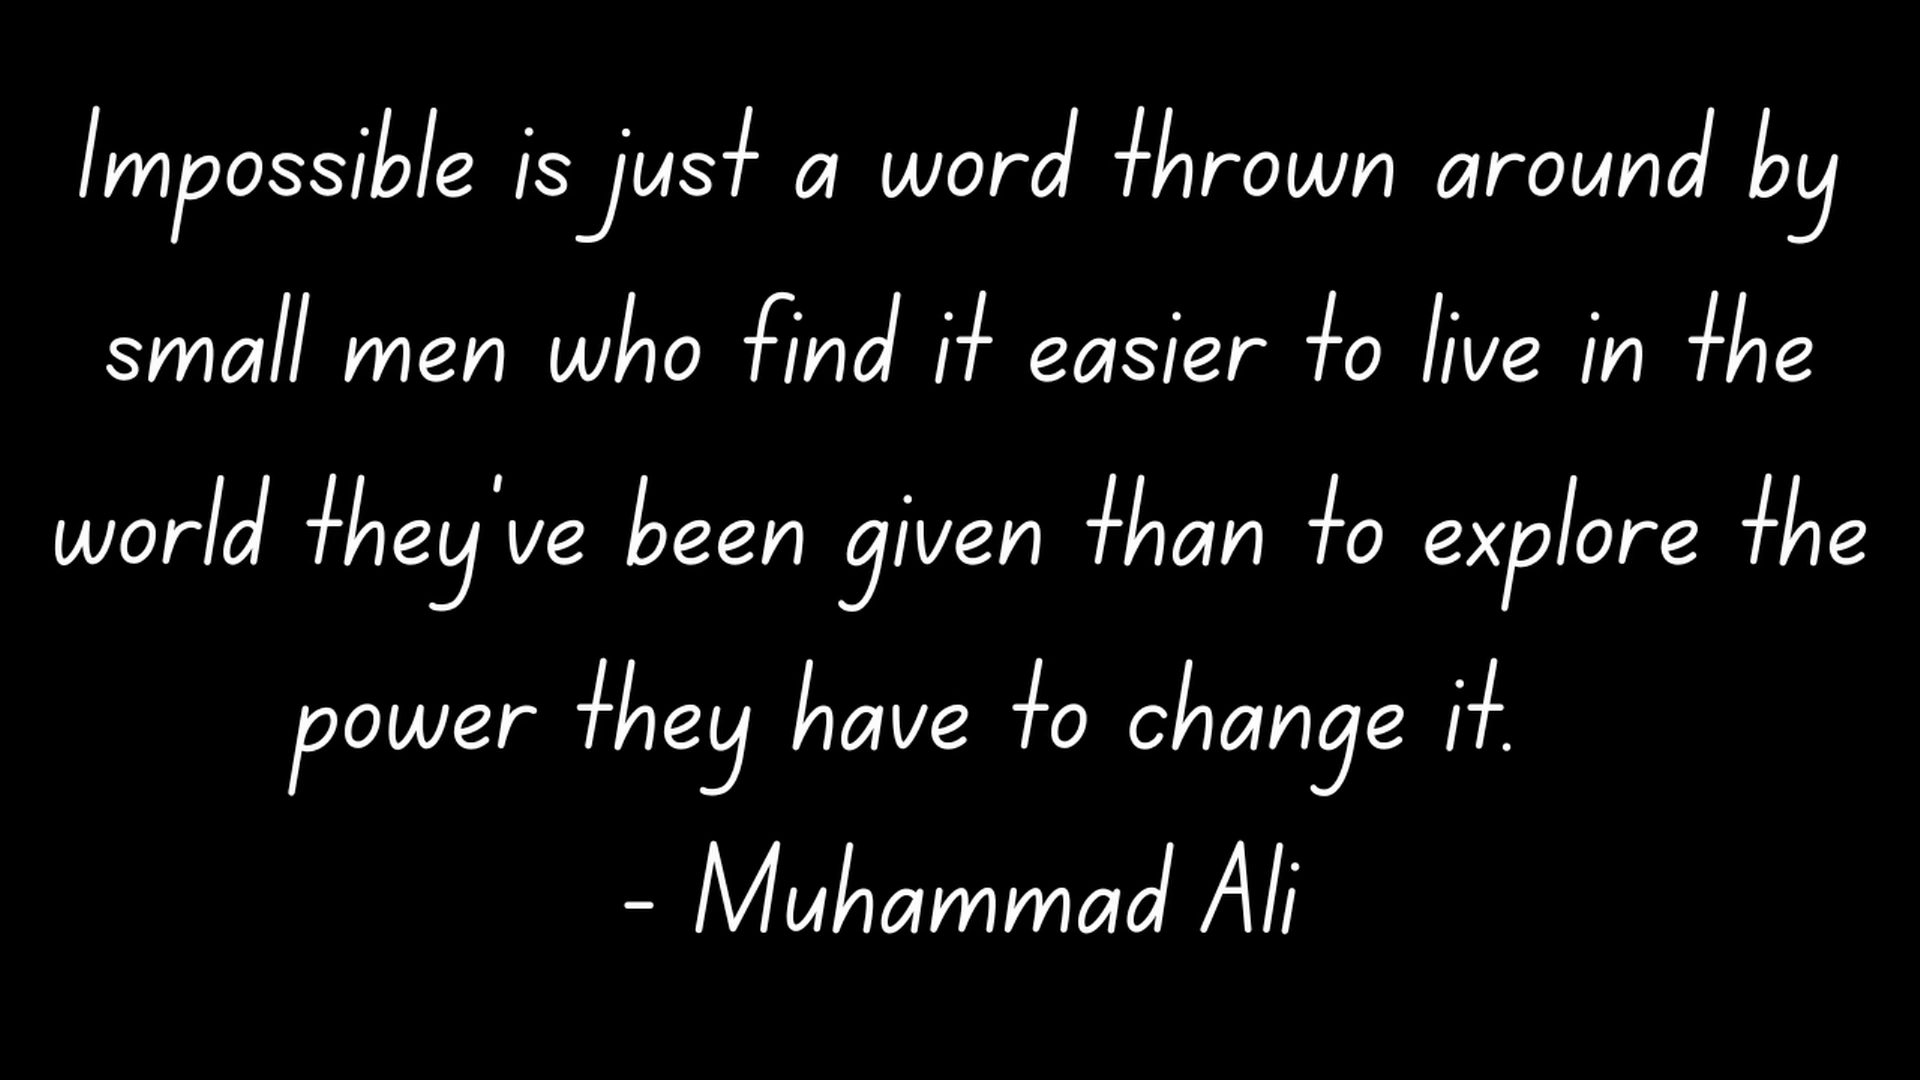 Impossible is just a word thrown around by
small men who find it easier to live in the
world they've been given than to explore the
power they have to change it.
- Muhammad Ali